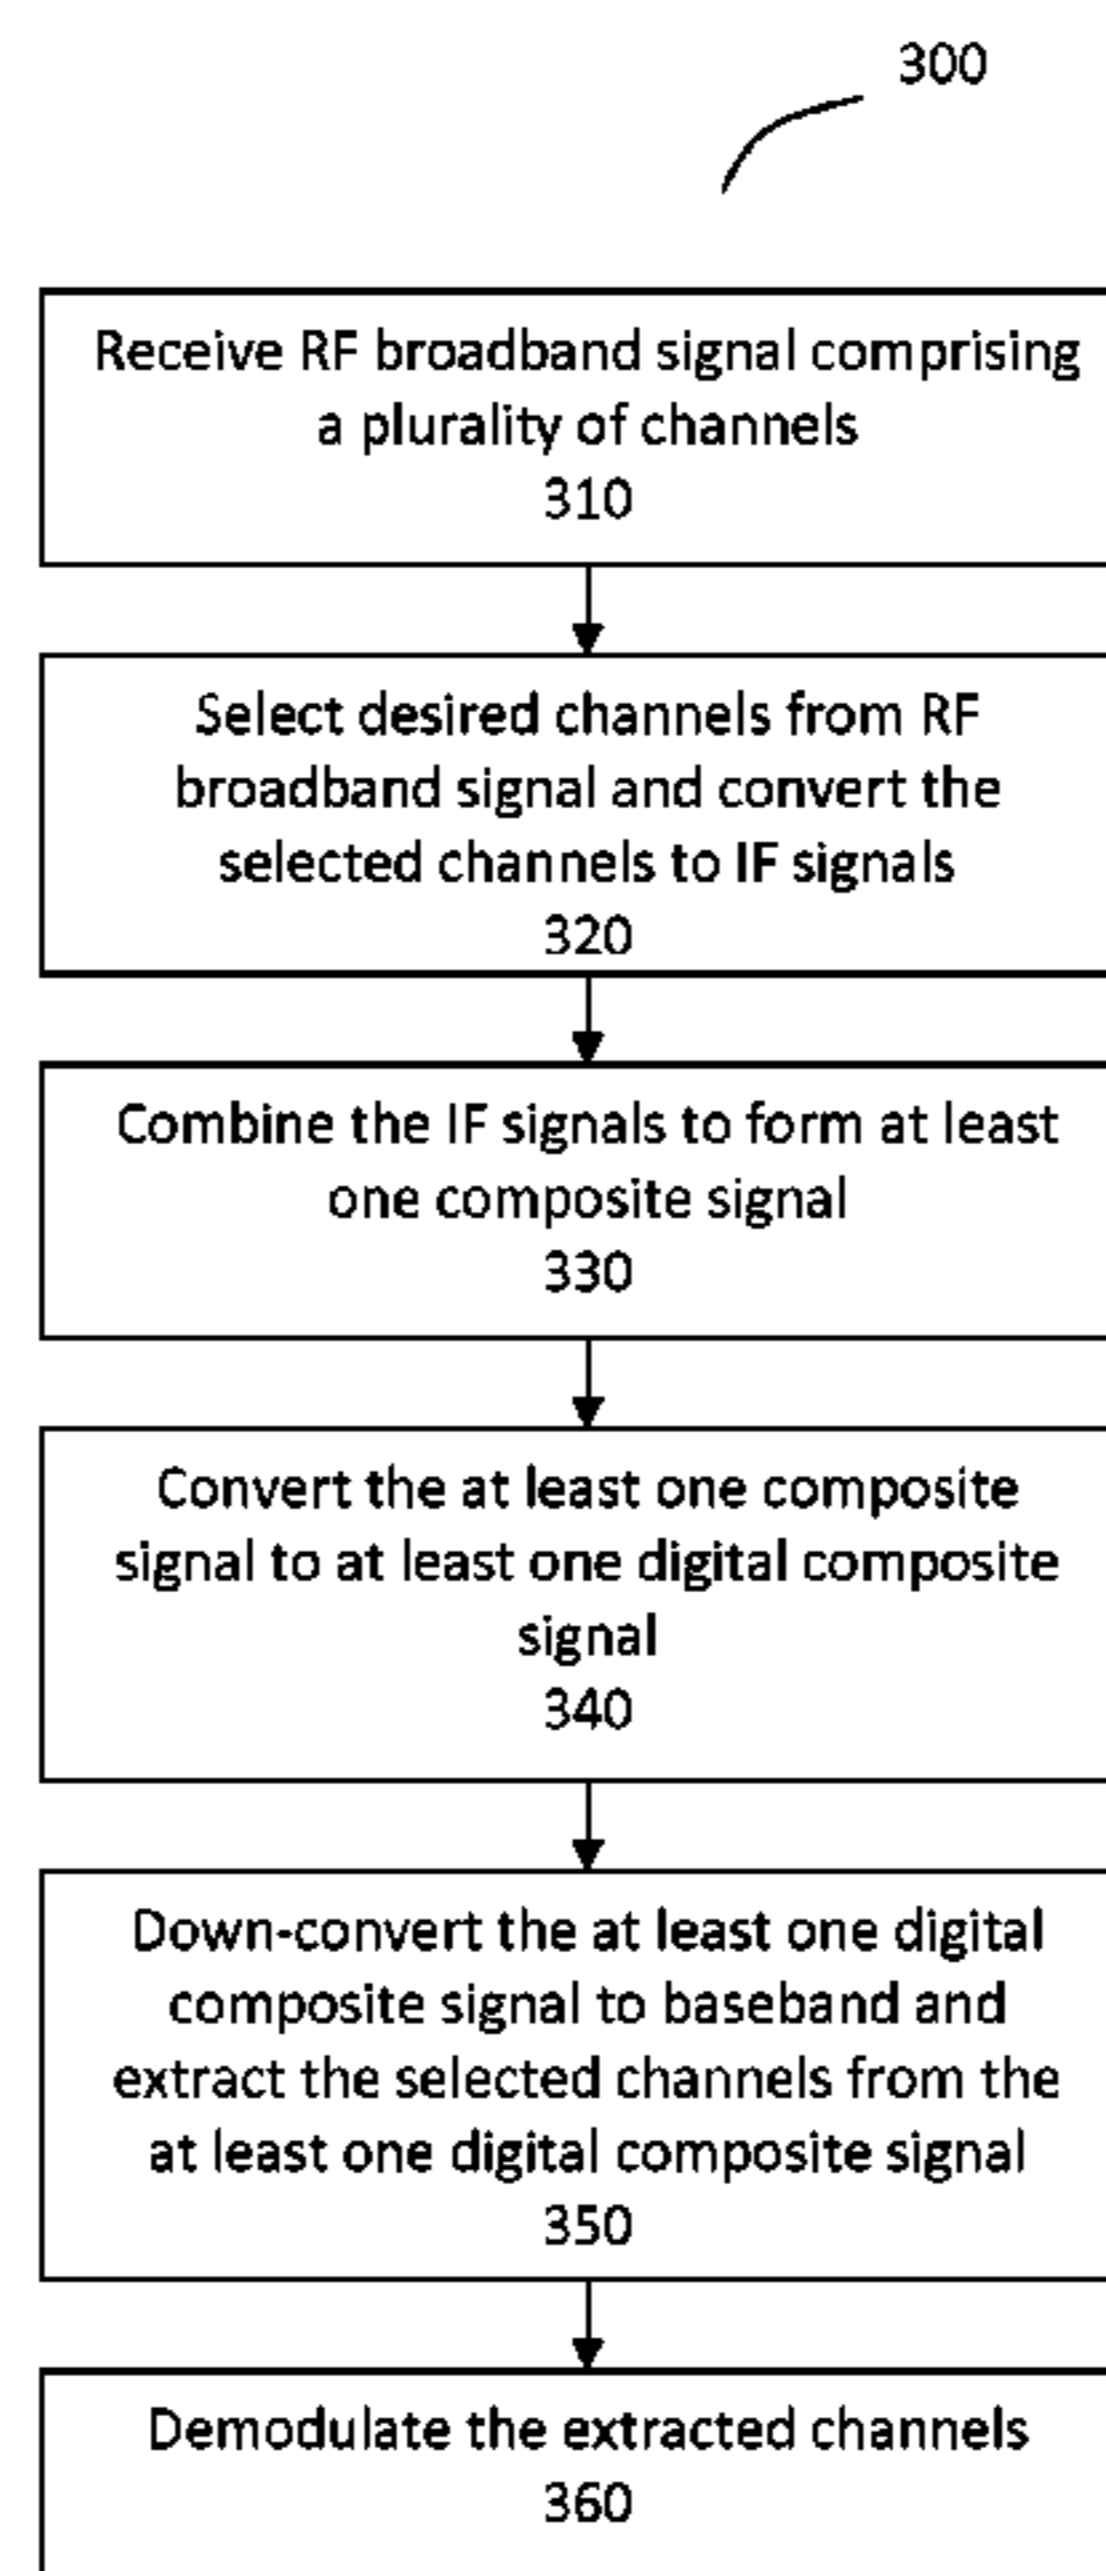 300
Receive RF broadband signal comprising
a plurality of channels
310
Select desired channels from RF
broadband signal and convert the
selected channels to IF signals
320
Combine the IF signals to form at least
one composite signal
330
Convert the at least one composite
signal to at least one digital composite
signal
340
Down-convert the at least one digital
composite signal to baseband and
extract the selected channels from the
at least one digital composite signal
350
Demodulate the extracted channels
360